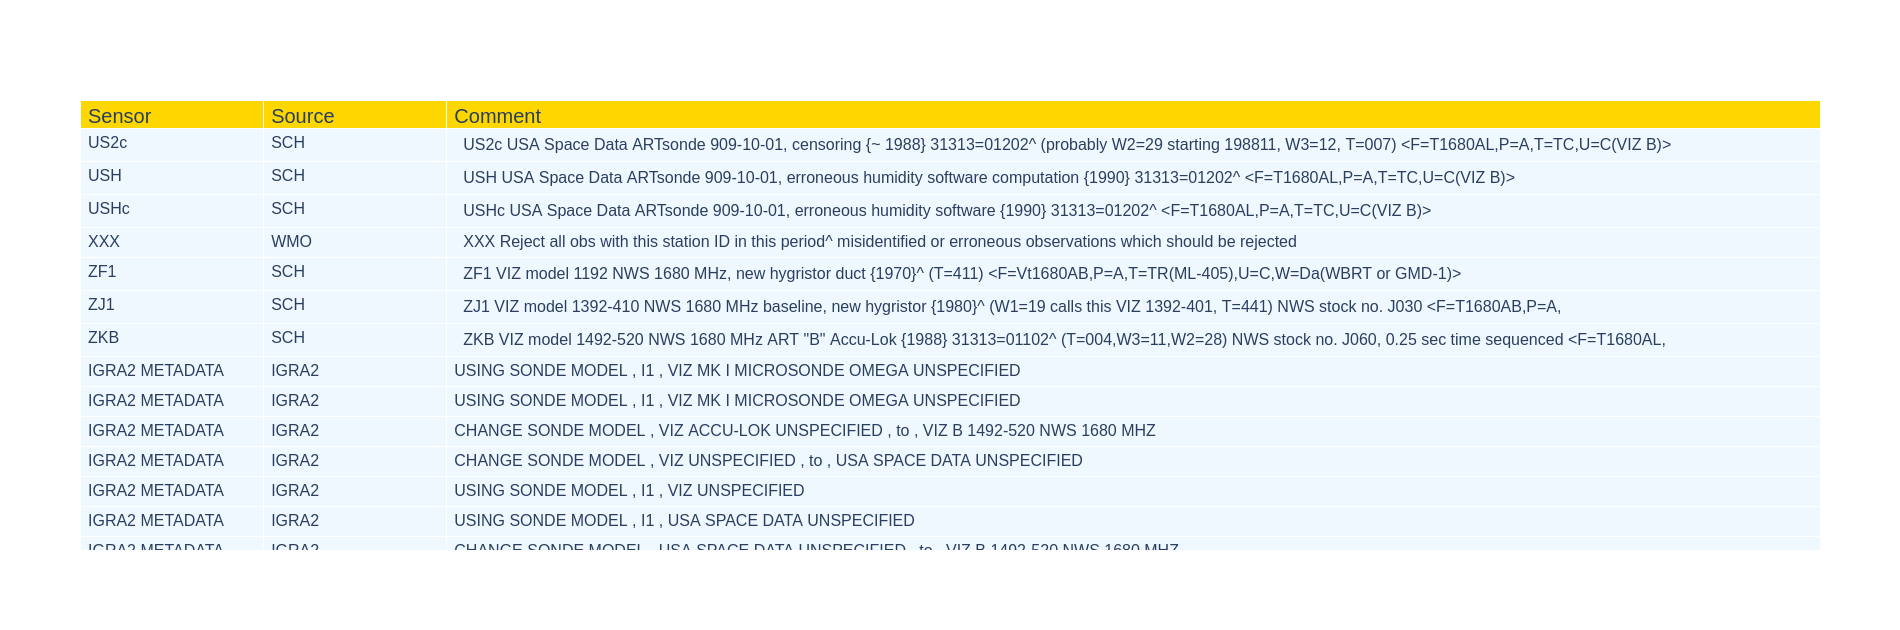 Sensor Source Comment
US2c SCH US2c USA Space Data ARTsonde 909-10-01, censoring {~ 1988} 31313=01202^ (probably W2=29 starting 198811, W3=12, T=007) <F=T1680AL,P=A,T=TC,U=C(VIZ B)>
USH SCH USH USA Space Data ARTsonde 909-10-01, erroneous humidity software computation {1990} 31313=01202^ <F=T1680AL,P=A,T=TC,U=C(VIZ B)>
USHc SCH USHc USA Space Data ARTsonde 909-10-01, erroneous humidity software {1990} 31313=01202^ <F=T1680AL,P=A,T=TC,U=C(VIZ B)>
XXX WMO XXX Reject all obs with this station ID in this period^ misidentified or erroneous observations which should be rejected
ZF1 SCH ZF1 VIZ model 1192 NWS 1680 MHz, new hygristor duct {1970}^ (T=411) <F=Vt1680AB,P=A,T=TR(ML-405),U=C,W=Da(WBRT or GMD-1)>
ZJ1 SCH ZJ1 VIZ model 1392-410 NWS 1680 MHz baseline, new hygristor {1980}^ (W1=19 calls this VIZ 1392-401, T=441) NWS stock no. J030 <F=T1680AB,P=A,
ZKB SCH ZKB VIZ model 1492-520 NWS 1680 MHz ART "B" Accu-Lok {1988} 31313=01102^ (T=004,W3=11,W2=28) NWS stock no. J060, 0.25 sec time sequenced <F=T1680AL,
IGRA2 METADATA IGRA2 USING SONDE MODEL , I1 , VIZ MK I MICROSONDE OMEGA UNSPECIFIED
IGRA2 METADATA IGRA2 USING SONDE MODEL , I1 , VIZ MK I MICROSONDE OMEGA UNSPECIFIED
IGRA2 METADATA IGRA2 CHANGE SONDE MODEL , VIZ ACCU-LOK UNSPECIFIED , to , VIZ B 1492-520 NWS 1680 MHZ
IGRA2 METADATA IGRA2 CHANGE SONDE MODEL , VIZ UNSPECIFIED , to , USA SPACE DATA UNSPECIFIED
IGRA2 METADATA IGRA2 USING SONDE MODEL , I1 , VIZ UNSPECIFIED
IGRA2 METADATA IGRA2 USING SONDE MODEL , I1 , USA SPACE DATA UNSPECIFIED
IGRA2 METADATA IGRA2 CHANGE SONDE MODEL , USA SPACE DATA UNSPECIFIED , to , VIZ B 1492-520 NWS 1680 MHZ